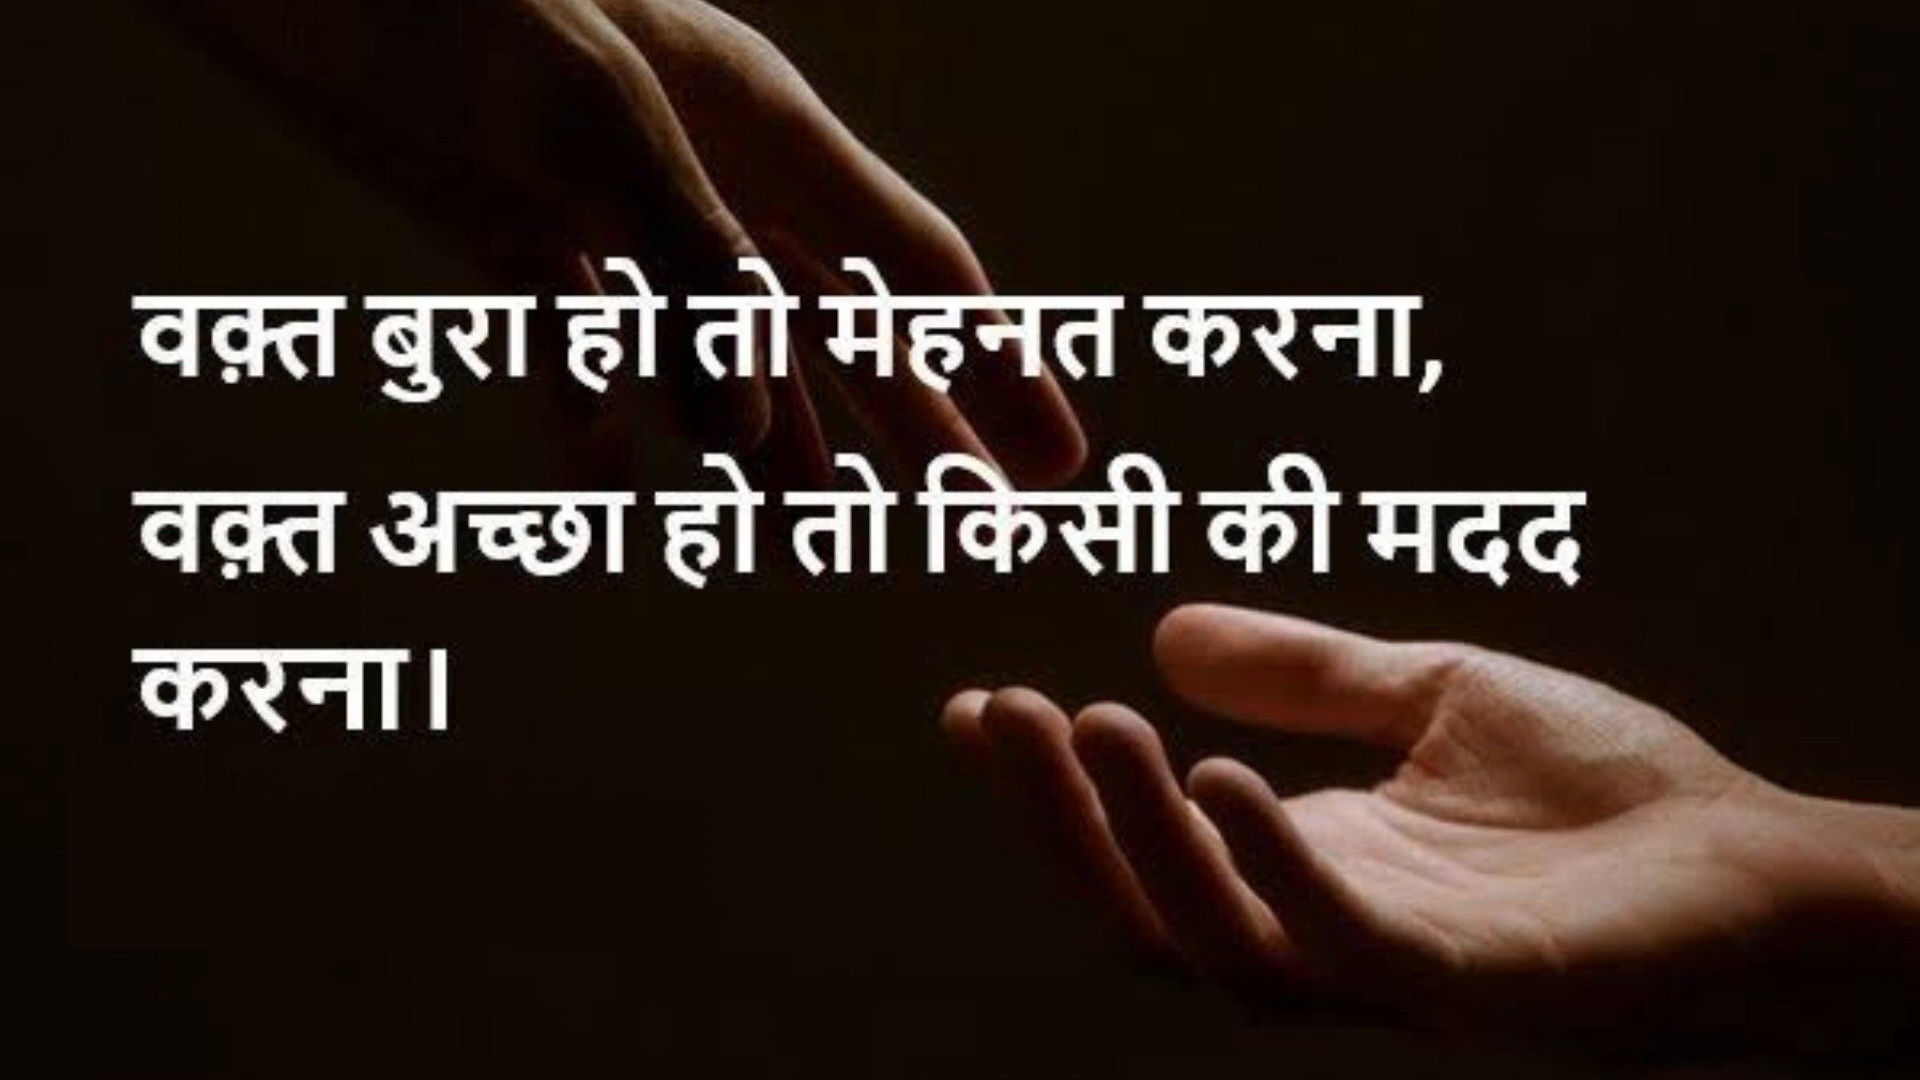 वक़्त बुरा हो तो मेहनत करना,
वक़्त अच्छा हो तो किसी की मदद
करना।